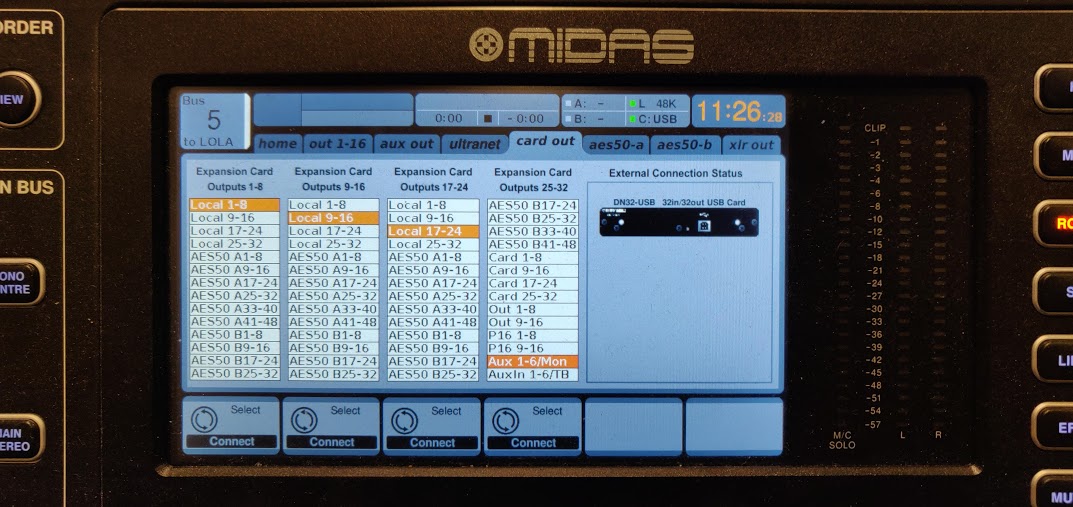 ORDER
IEW
N BUS
ONO
NTRE
MAIN
EREO
MIDAS
Bus
5
to LOLA
0:00
- 0:00
A: -
B: -
L 48K
C: USB
11:26:28
home
out 1-16
aux out
ultranet
card out
aes50-a
aes50-b
xlr out
Expansion Card
Outputs 1-8
Local 1-8
Local 9-16
Local 17-24
Local 25-32
AES50 A1-8
AES50 A9-16
AES50 A17-24
AES50 A25-32
AES50 A33-40
AES50 A41-48
AES50 B1-8
AES50 B9-16
AES50 B17-24
AES50 B25-32
Expansion Card
Outputs 9-16
Local 1-8
Local 9-16
Local 17-24
Local 25-32
AES50 A1-8
AES50 A9-16
AES50 A17-24
AES50 A25-32
AES50 A33-40
AES50 A41-48
AES50 B1-8
AES50 B9-16
AES50 B17-24
AES50 B25-32
Expansion Card
Outputs 17-24
Local 1-8
Local 9-16
Local 17-24
Local 25-32
AES50 A1-8
AES50 A9-16
AES50 A17-24
AES50 A25-32
AES50 A33-40
AES50 A41-48
AES50 B1-8
AES50 B9-16
AES50 B17-24
AES50 B25-32
Expansion Card
Outputs 25-32
AES50 B17-24
AES50 B25-32
AES50 B33-40
AES50 B41-48
Card 1-8
Card 9-16
Card 17-24
Card 25-32
Out 1-8
Out 9-16
P16 1-8
P16 9-16
Aux 1-6/Mon
AuxIn 1-6/TB
External Connection Status
DN32-USB 32in/32out USB Card
Select
Connect
Select
Connect
Select
Connect
Select
Connect
CLIP
-1
-2
-3
-4
-5
-6
-8
-10
-12
-15
-18
-21
-24
-27
-30
-33
-36
-39
-42
-45
-48
-51
-54
-57
M/C
SOLO
L
R
RO
S
LIB
EF
MU